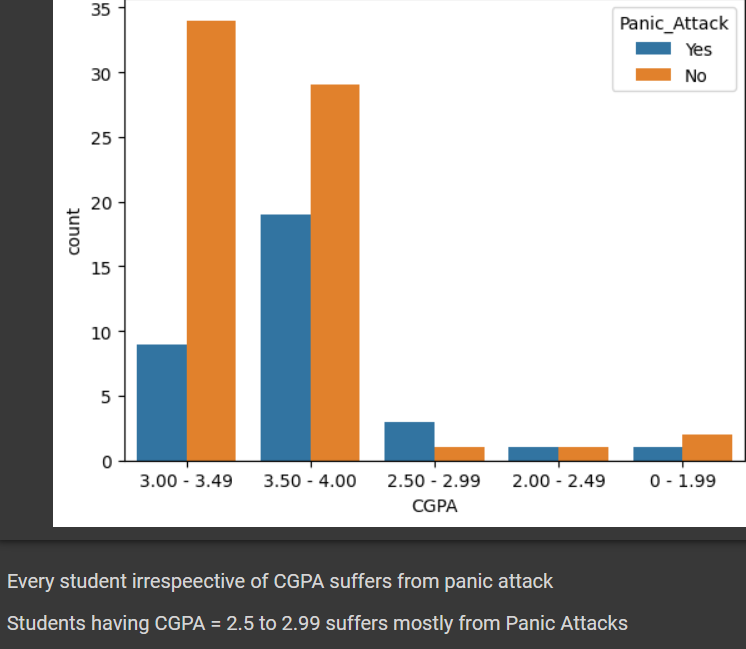 35
Panic_Attack
Yes
No
30
25
20
15
10
5
0
count
3.00 - 3.49
3.50 - 4.00
2.50 - 2.99
2.00 - 2.49
0 - 1.99
CGPA
Every student irrespeective of CGPA suffers from panic attack
Students having CGPA = 2.5 to 2.99 suffers mostly from Panic Attacks